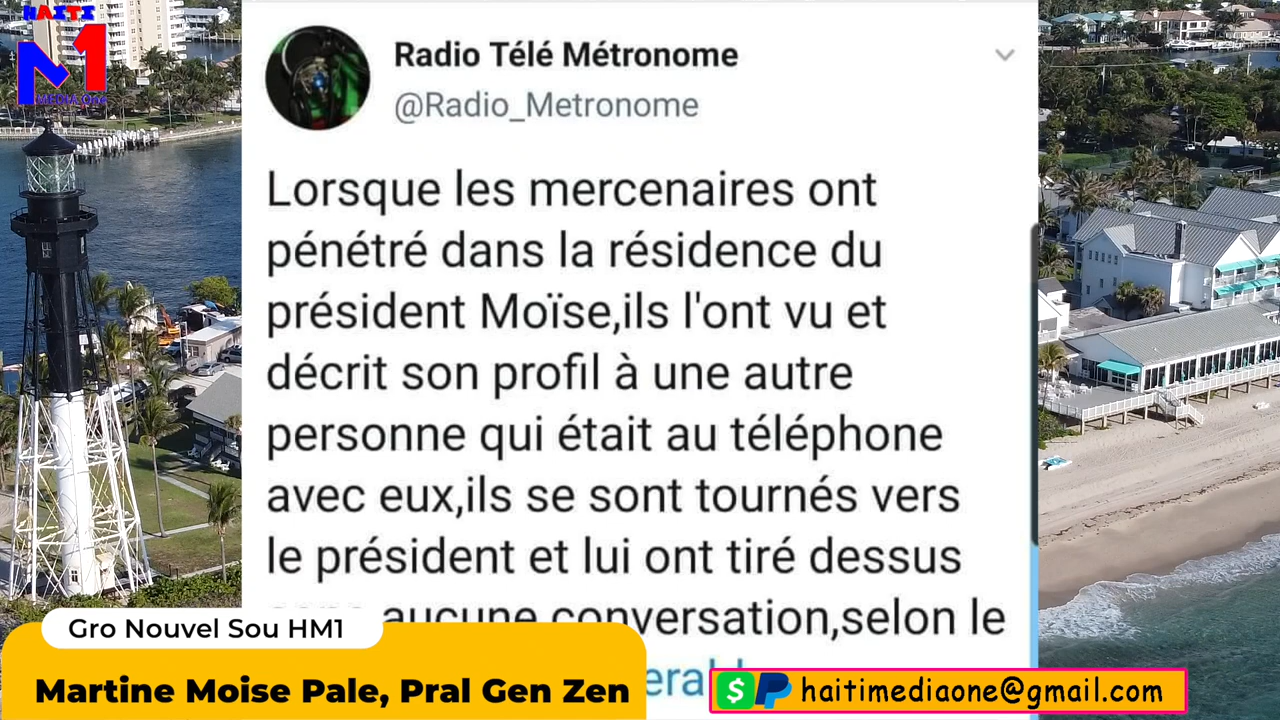 HAITI
M1
MEDIA One
Radio Télé Métronome
@Radio_Metronome
Lorsque les mercenaires ont
pénétré dans la résidence du
président Moïse,ils l'ont vu et
décrit son profil à une autre
personne qui était au téléphone
avec eux,ils se sont tournés vers
le président et lui ont tiré dessus
aucune conversation,selon le
Gro Nouvel Sou HM1
Martine Moise Pale, Pral Gen Zen
$ P haitimediaone@gmail.com